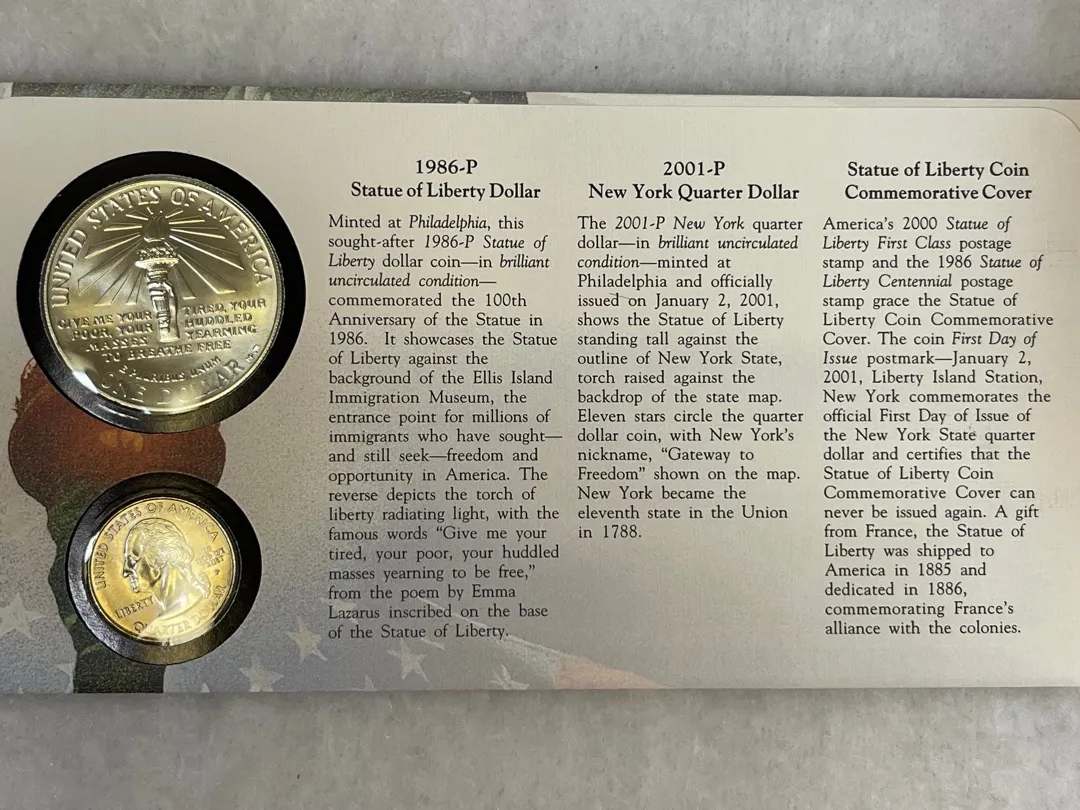 UNITED STATES OF AMERICA
GIVE ME YOUR TIRED, YOUR
POOR, YOUR HUDDLED
MASSES YEARNING
TO BREATHE FREE
E PLURIBUS UNUM
ONE DOLLAR
UNITED STATES OF AMERICA
LIBERTY
QUARTER DOLLAR
1986-P
Statue of Liberty Dollar
Minted at Philadelphia, this
sought-after 1986-P Statue of
Liberty dollar coin—in brilliant
uncirculated condition—
commemorated the 100th
Anniversary of the Statue in
1986. It showcases the Statue
of Liberty against the
background of the Ellis Island
Immigration Museum, the
entrance point for millions of
immigrants who have sought—
and still seek—freedom and
opportunity in America. The
reverse depicts the torch of
liberty radiating light, with the
famous words “Give me your
tired, your poor, your huddled
masses yearning to be free,”
from the poem by Emma
Lazarus inscribed on the base
of the Statue of Liberty.
2001-P
New York Quarter Dollar
The 2001-P New York quarter
dollar—in brilliant uncirculated
condition—minted at
Philadelphia and officially
issued on January 2, 2001,
shows the Statue of Liberty
standing tall against the
outline of New York State,
torch raised against the
backdrop of the state map.
Eleven stars circle the quarter
dollar coin, with New York’s
nickname, “Gateway to
Freedom” shown on the map.
New York became the
eleventh state in the Union
in 1788.
Statue of Liberty Coin
Commemorative Cover
America’s 2000 Statue of
Liberty First Class postage
stamp and the 1986 Statue of
Liberty Centennial postage
stamp grace the Statue of
Liberty Coin Commemorative
Cover. The coin First Day of
Issue postmark—January 2,
2001, Liberty Island Station,
New York commemorates the
official First Day of Issue of
the New York State quarter
dollar and certifies that the
Statue of Liberty Coin
Commemorative Cover can
never be issued again. A gift
from France, the Statue of
Liberty was shipped to
America in 1885 and
dedicated in 1886,
commemorating France’s
alliance with the colonies.